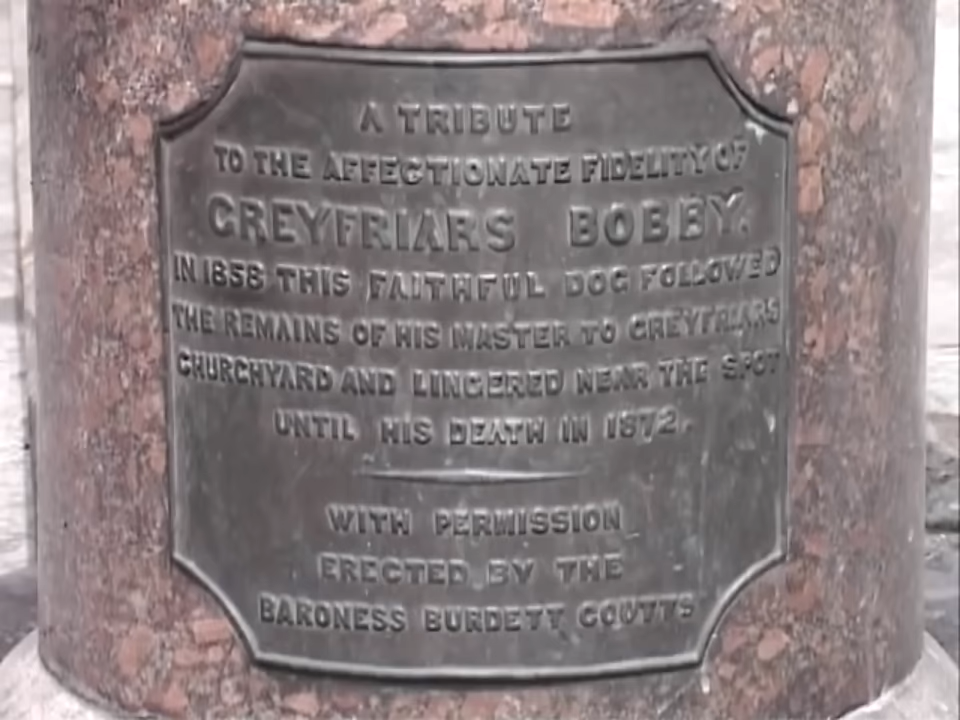 A TRIBUTE
TO THE AFFECTIONATE FIDELITY OF
GREYFRIARS BOBBY.
IN 1858 THIS FAITHFUL DOG FOLLOWED
THE REMAINS OF HIS MASTER TO GREYFRIARS
CHURCHYARD AND LINGERED NEAR THE SPOT
UNTIL HIS DEATH IN 1872.
WITH PERMISSION
ERECTED BY THE
BARONESS BURDETT COUTTS